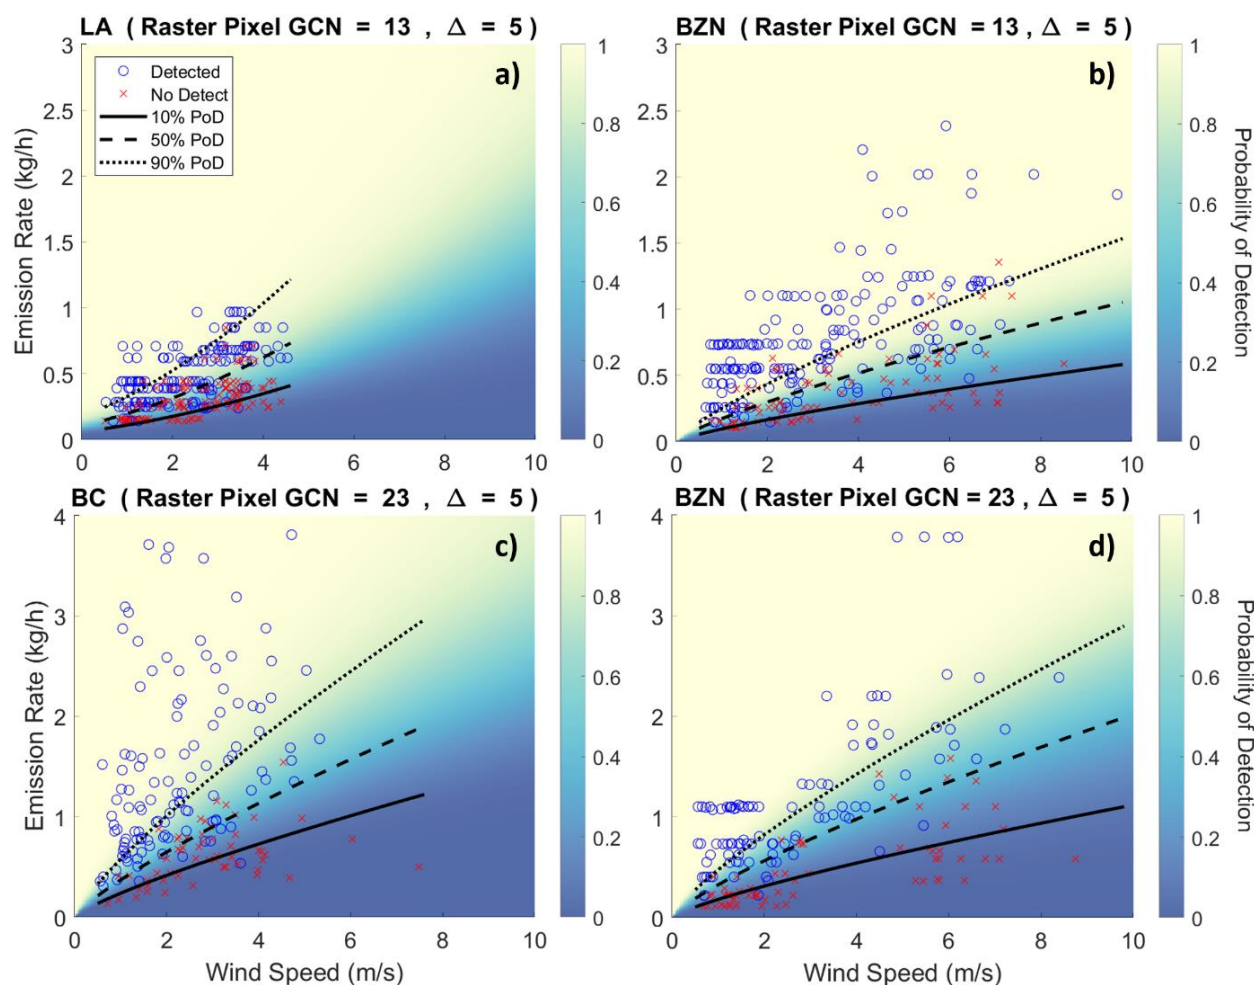 LA ( Raster Pixel GCN = 13 , Δ = 5 )
a)
Detected
No Detect
10% PoD
50% PoD
90% PoD
Emission Rate (kg/h)
3
2.5
2
1.5
1
0.5
0
0 2 4 6 8 10
1
0.8
0.6
0.4
0.2
0
BZN ( Raster Pixel GCN = 13 , Δ = 5 )
b)
3
2.5
2
1.5
1
0.5
0
0 2 4 6 8 10
1
0.8
0.6
0.4
0.2
0
Probability of Detection
BC ( Raster Pixel GCN = 23 , Δ = 5 )
c)
Emission Rate (kg/h)
4
3
2
1
0
0 2 4 6 8 10
Wind Speed (m/s)
1
0.8
0.6
0.4
0.2
0
BZN ( Raster Pixel GCN = 23 , Δ = 5 )
d)
4
3
2
1
0
0 2 4 6 8 10
Wind Speed (m/s)
1
0.8
0.6
0.4
0.2
0
Probability of Detection